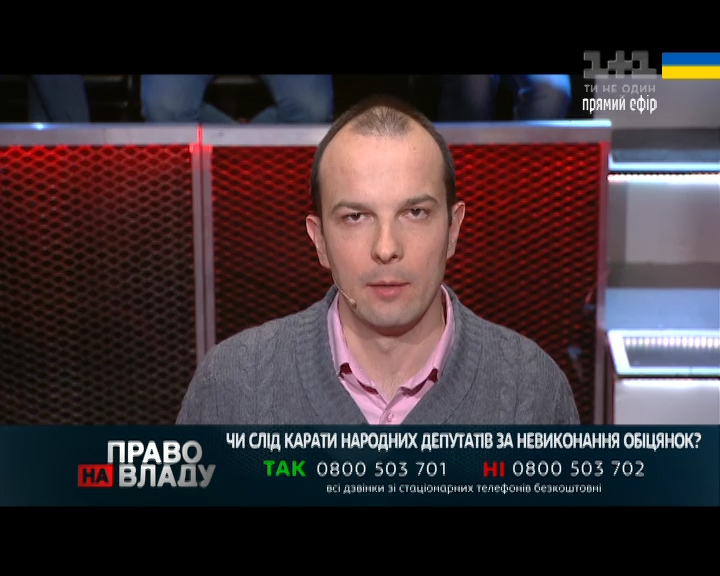 1+1
ТИ НЕ ОДИН
ПРЯМИЙ ЕФІР
ЧИ СЛІД КАРАТИ НАРОДНИХ ДЕПУТАТІВ ЗА НЕВИКОНАННЯ ОБІЦЯНОК?
ПРАВО
НА ВЛАДУ
ТАК 0800 503 701 НІ 0800 503 702
всі дзвінки зі стаціонарних телефонів безкоштовні